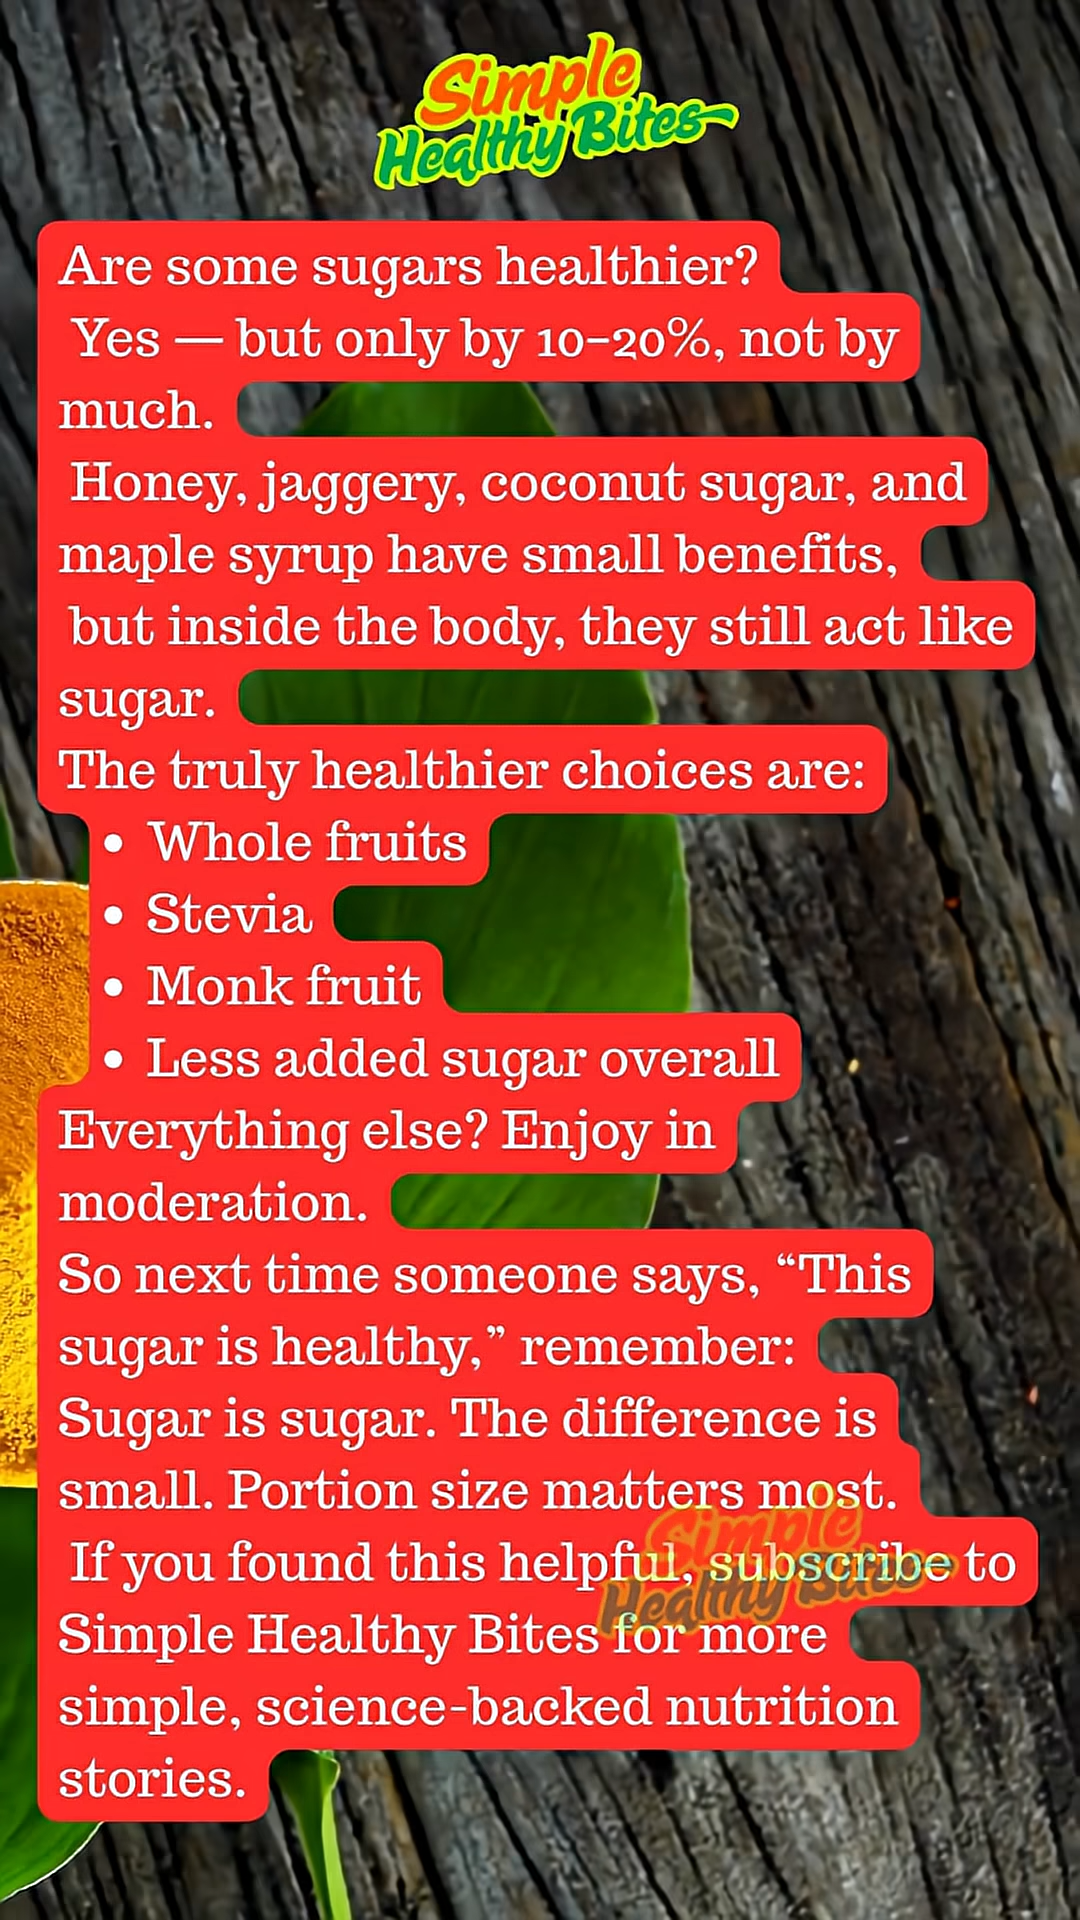 Simple
Healthy Bites
Are some sugars healthier?
Yes — but only by 10–20%, not by
much.
Honey, jaggery, coconut sugar, and
maple syrup have small benefits,
but inside the body, they still act like
sugar.
The truly healthier choices are:
• Whole fruits
• Stevia
• Monk fruit
• Less added sugar overall
Everything else? Enjoy in
moderation.
So next time someone says, “This
sugar is healthy,” remember:
Sugar is sugar. The difference is
small. Portion size matters most.
If you found this helpful, subscribe to
Simple Healthy Bites for more
simple, science-backed nutrition
stories.
Simple
Healthy Bites